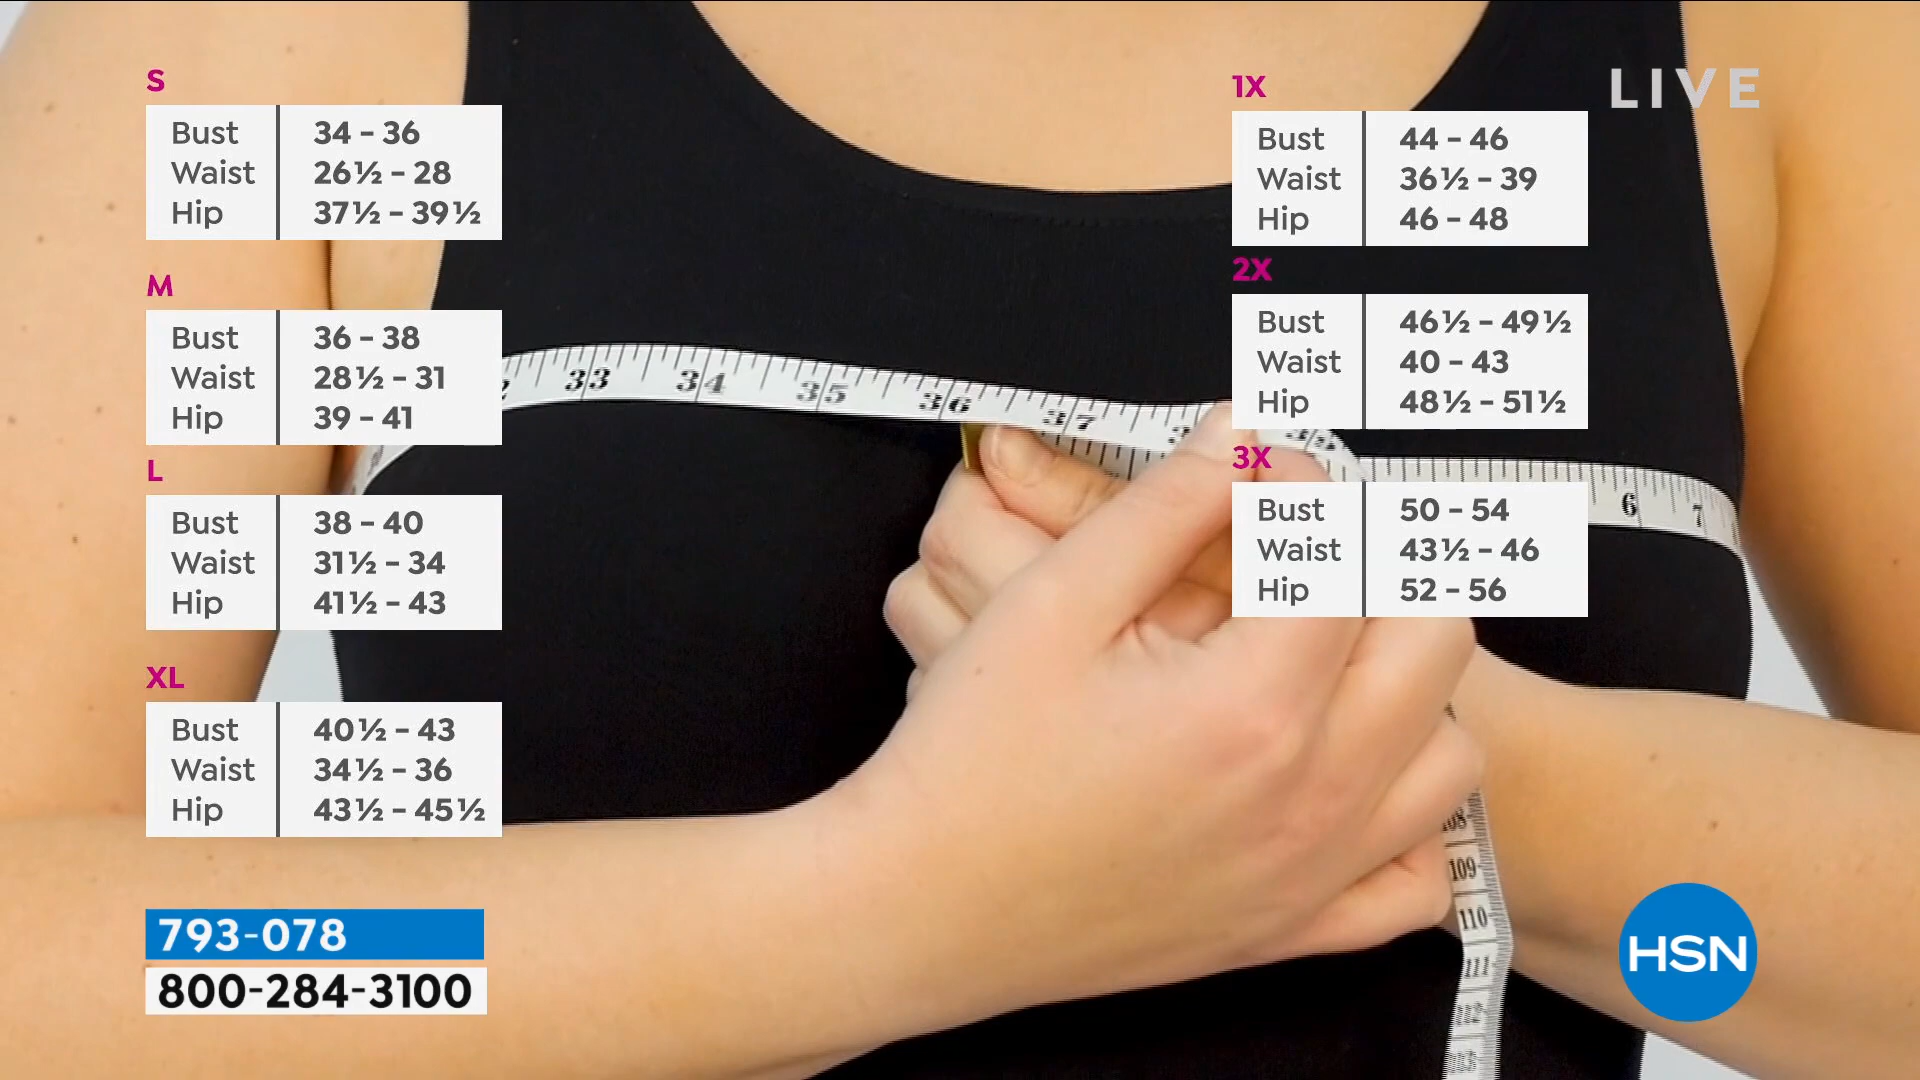 S
Bust 34 - 36
Waist 26½ - 28
Hip 37½ - 39½
M
Bust 36 - 38
Waist 28½ - 31
Hip 39 - 41
L
Bust 38 - 40
Waist 31½ - 34
Hip 41½ - 43
XL
Bust 40½ - 43
Waist 34½ - 36
Hip 43½ - 45½
793-078
800-284-3100
33 34 35 36 37
1X
Bust 44 - 46
Waist 36½ - 39
Hip 46 - 48
2X
Bust 46½ - 49½
Waist 40 - 43
Hip 48½ - 51½
3X
Bust 50 - 54
Waist 43½ - 46
Hip 52 - 56
6 7
109
110
111
LIVE
HSN